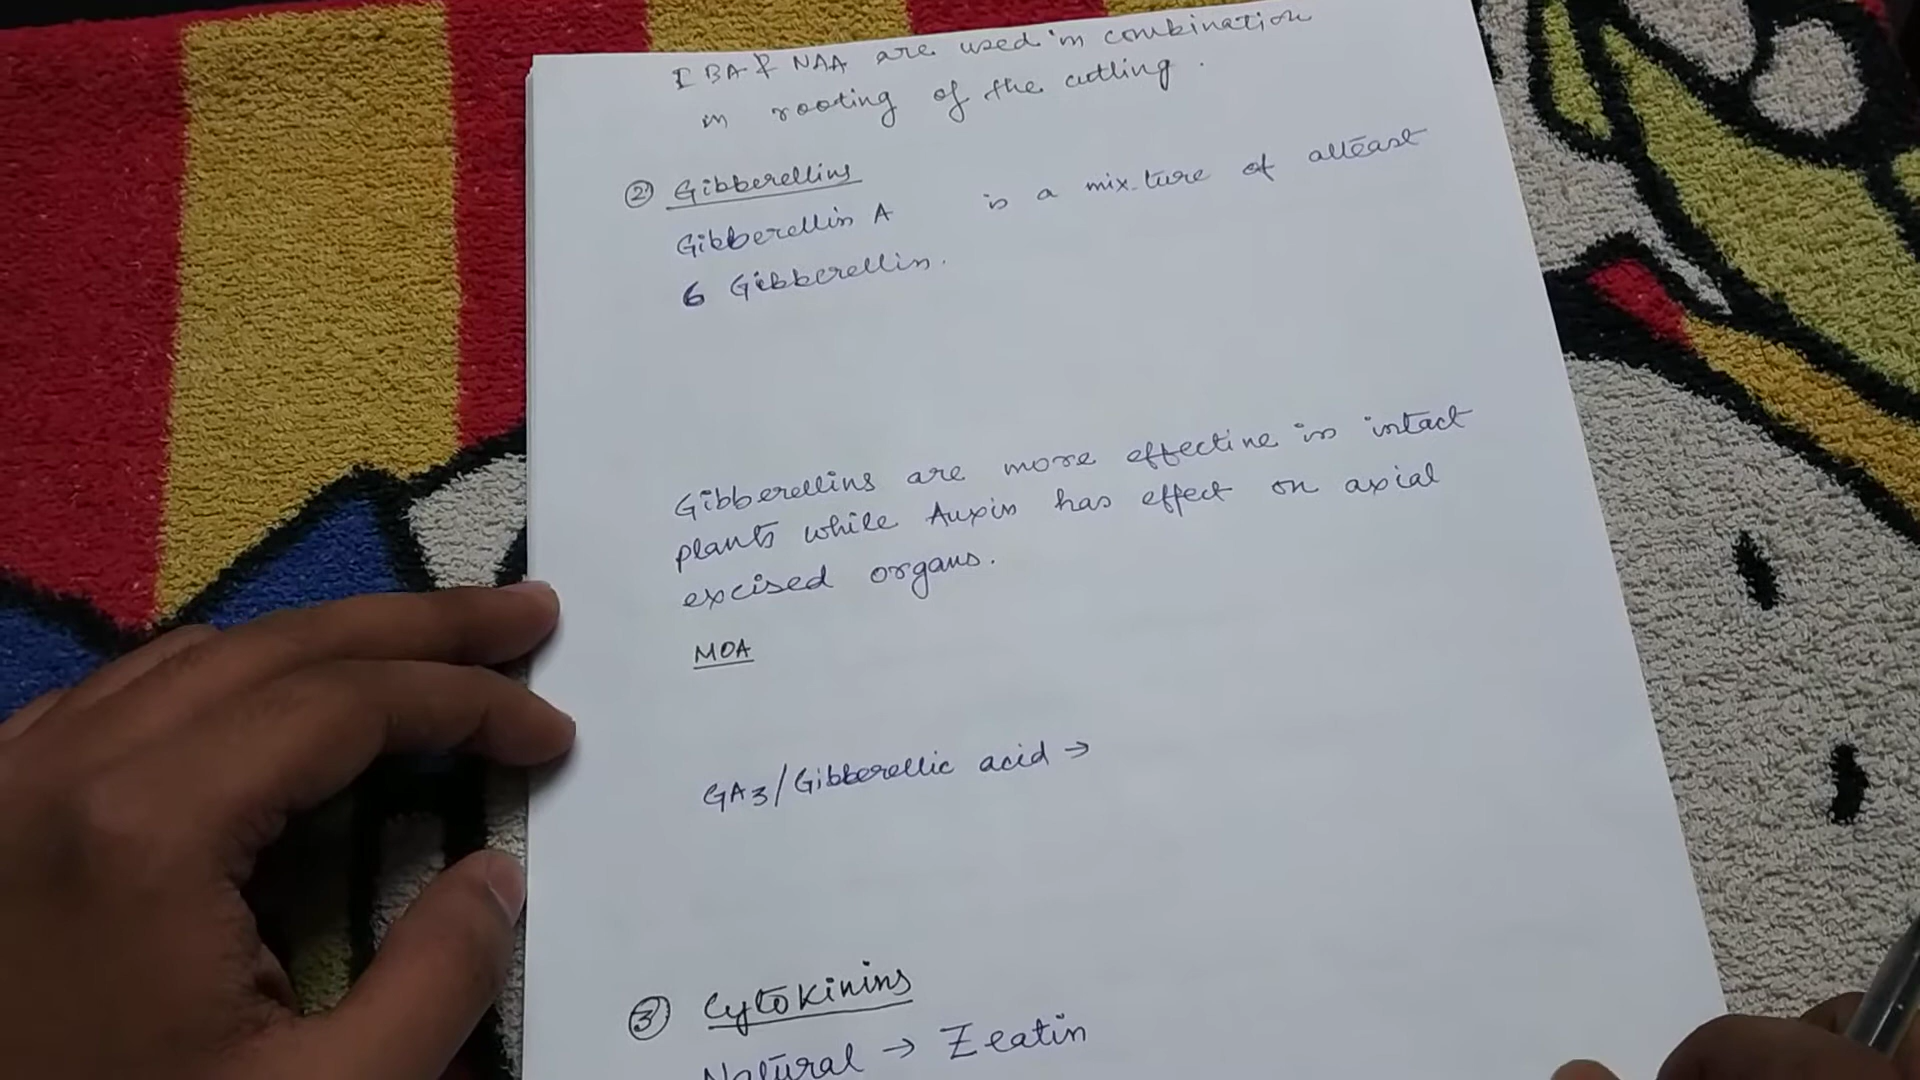 IBA & NAA are used in combination
in rooting of the cutling.
② Gibberellins
Gibberellin A is a mixture of atleast
6 Gibberellin.
Gibberellins are more effective in intact
plants while Auxin has effect on axial
excised organs.
MOA
GA3/Gibberellic acid →
③ Cytokinins
Natural → Zeatin